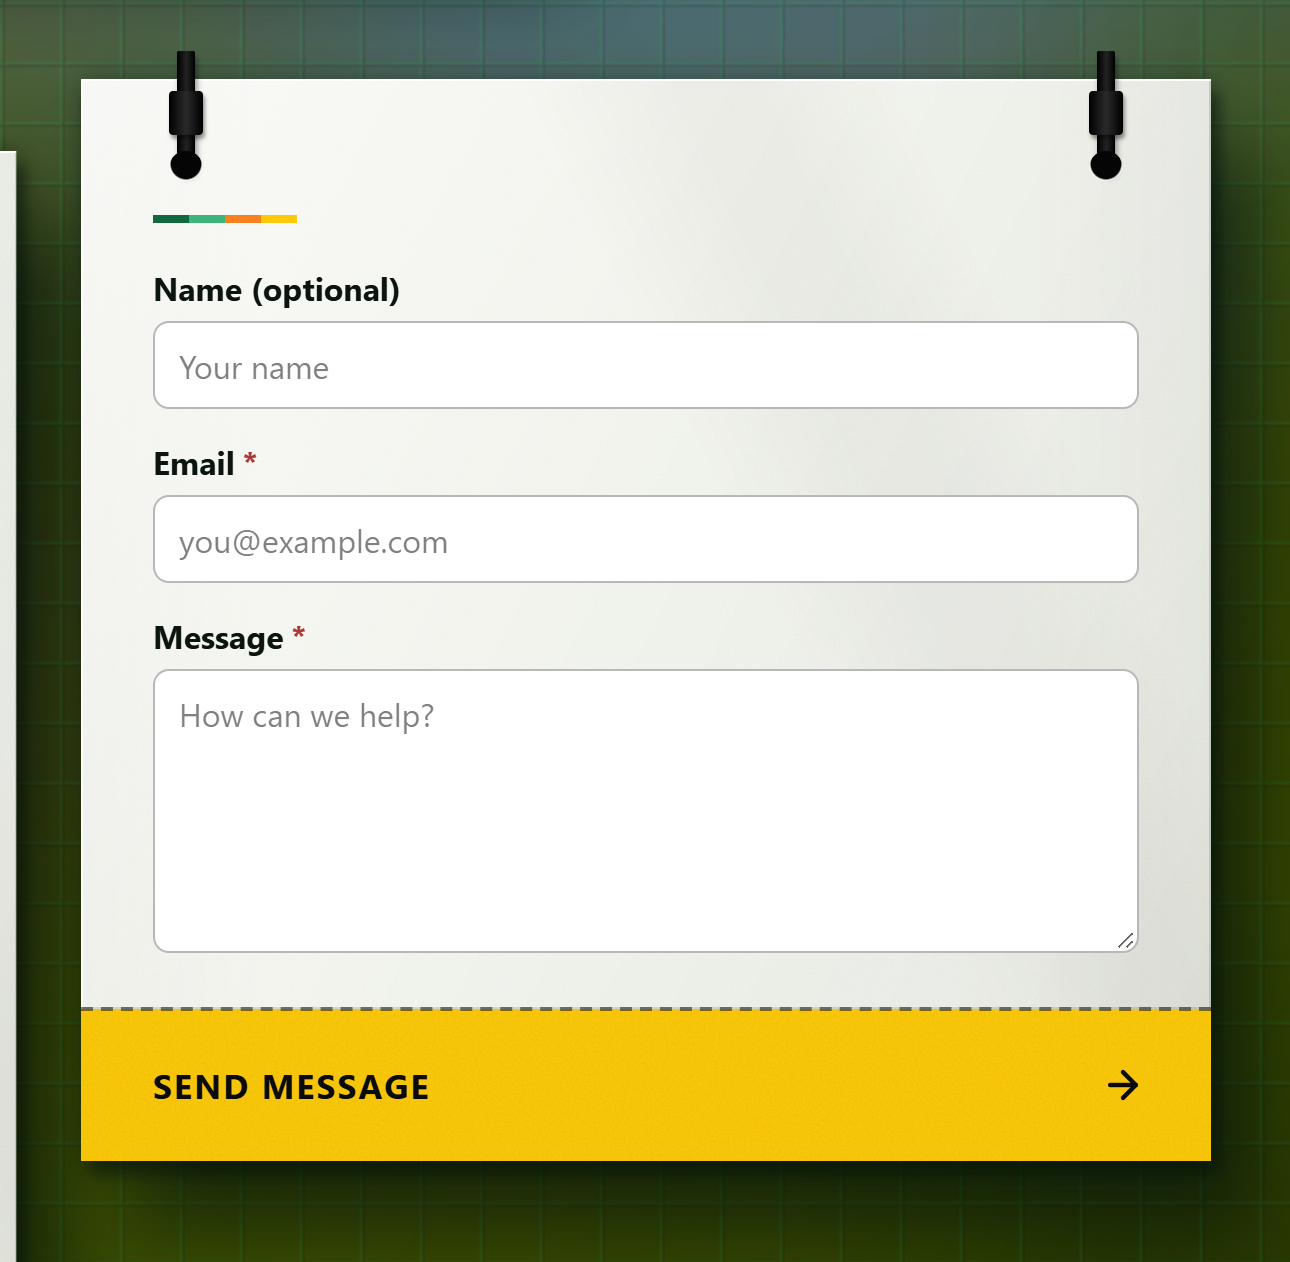 Name (optional)
Your name
Email *
you@example.com
Message *
How can we help?
SEND MESSAGE